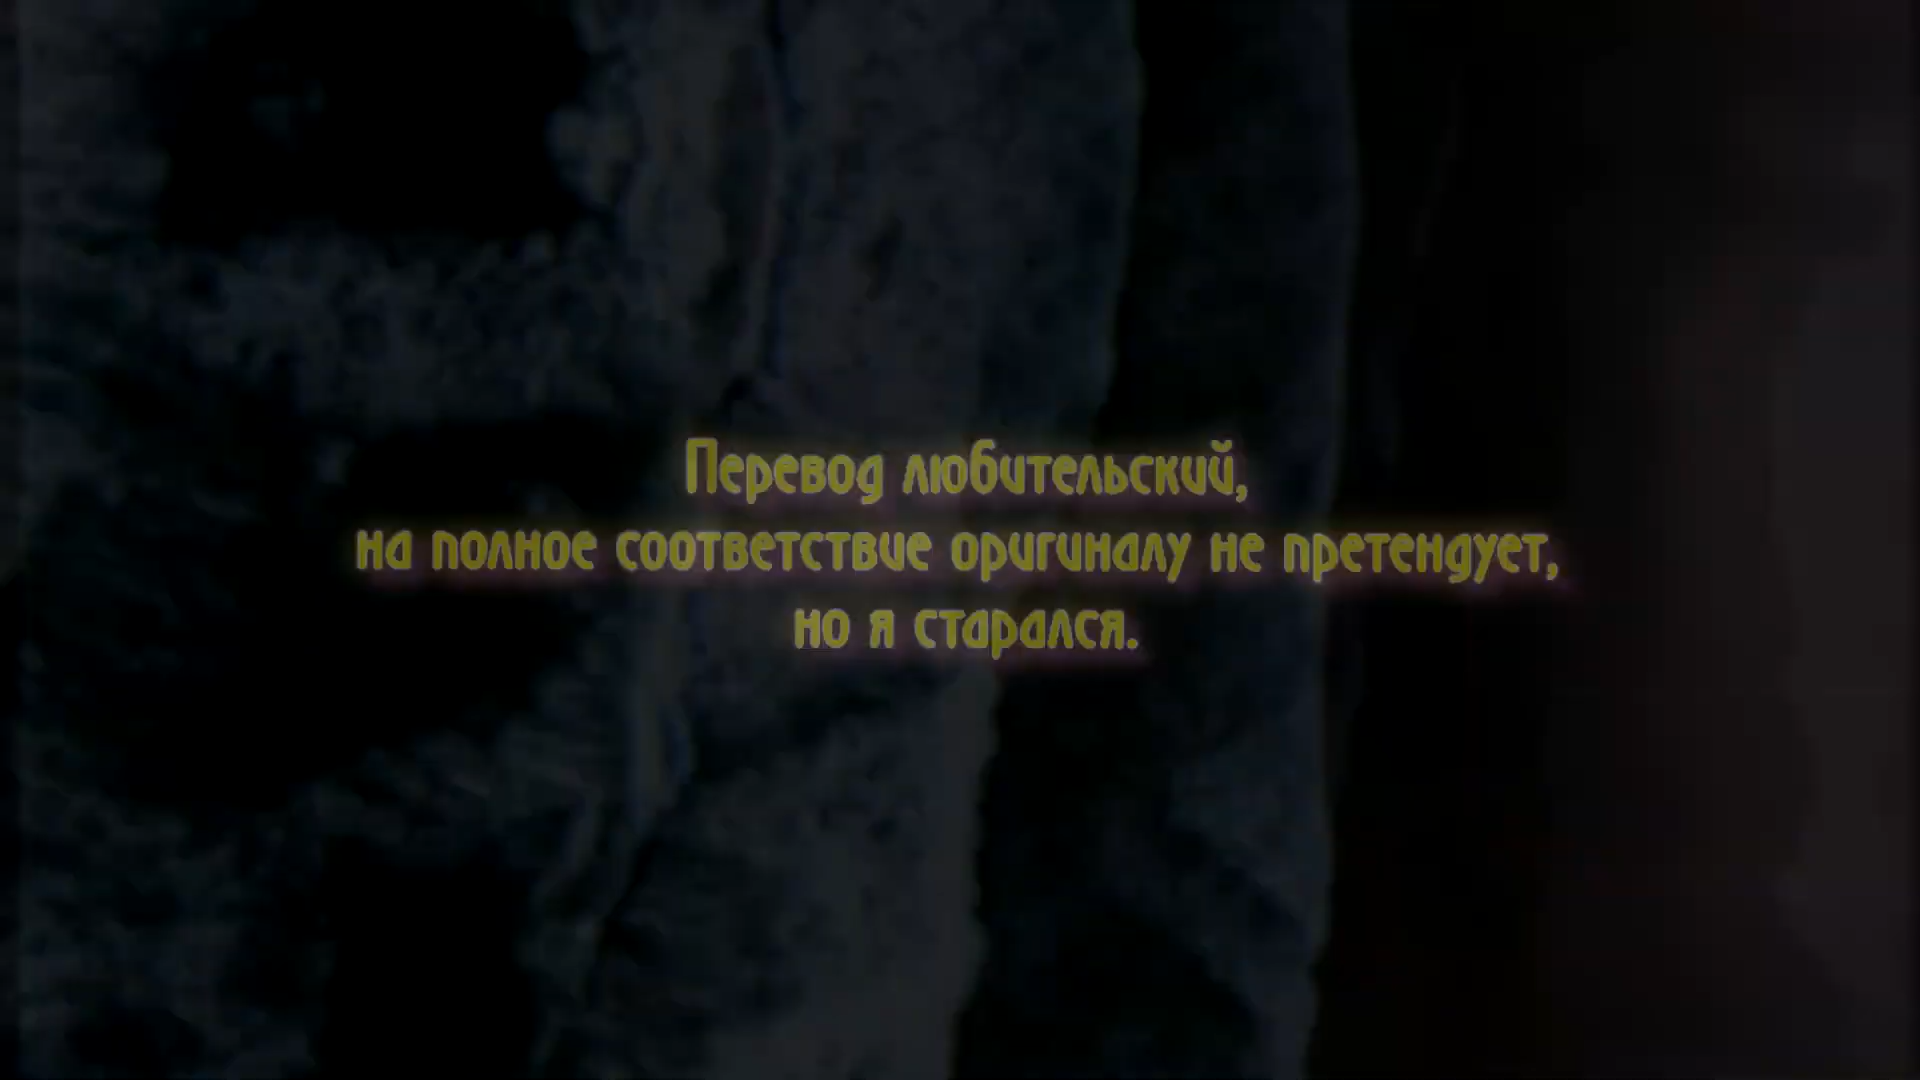 Перевод любительский,
на полное соответствие оригиналу не претендует,
но я старался.